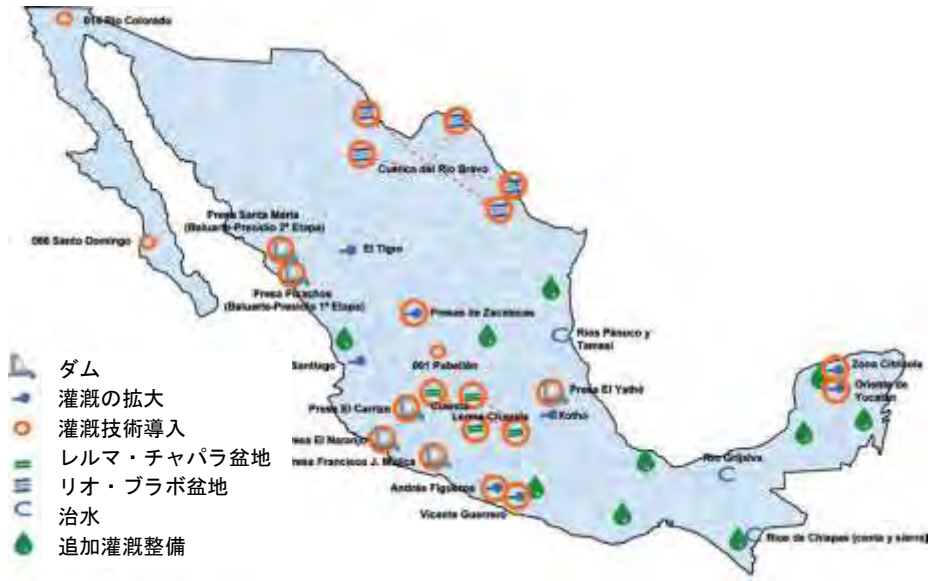 018 Río Colorado
Cuenca del Río Bravo
Presa Santa María
(Baluarte-Presidio 2ª Etapa)
066 Santo Domingo
El Tigre
Presa Picachos
(Baluarte-Presidio 1ª Etapa)
Presas de Zacatecas
Ríos Pánuco y
Tamesí
Santiago
001 Pabellón
Zona Citrícola
Oriente de
Yucatán
Presa El Yathé
Presa El Carrizo
Cuenca
Lerma-Chapala
Kotho
Presa El Naranjo
Presa Francisco J. Múgica
Río Grijalva
Andrés Figueroa
Vicente Guerrero
Ríos de Chiapas (costa y sierra)
ダム
灌漑の拡大
灌漑技術導入
レルマ・チャパラ盆地
リオ・ブラボ盆地
治水
追加灌漑整備